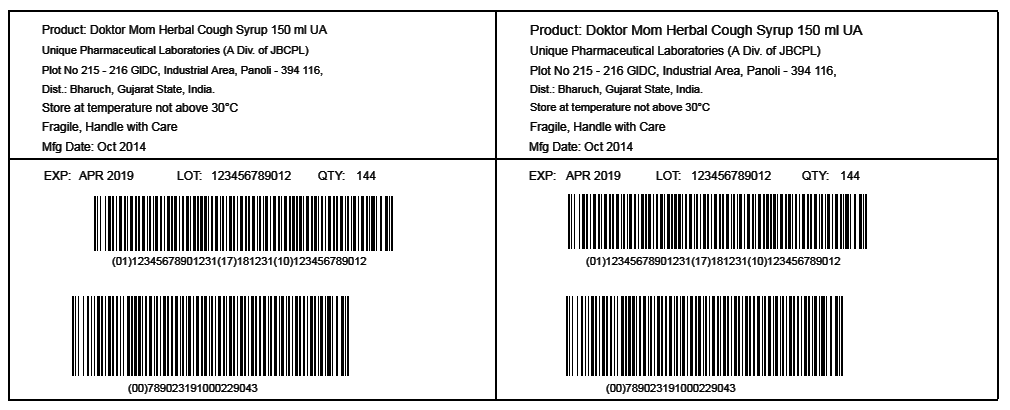 Product: Doktor Mom Herbal Cough Syrup 150 ml UA
Unique Pharmaceutical Laboratories (A Div. of JBCPL)
Plot No 215 - 216 GIDC, Industrial Area, Panoli - 394 116,
Dist.: Bharuch, Gujarat State, India.
Store at temperature not above 30°C
Fragile, Handle with Care
Mfg Date: Oct 2014
EXP: APR 2019 LOT: 123456789012 QTY: 144
(01)12345678901231(17)181231(10)123456789012
(00)789023191000229043
Product: Doktor Mom Herbal Cough Syrup 150 ml UA
Unique Pharmaceutical Laboratories (A Div. of JBCPL)
Plot No 215 - 216 GIDC, Industrial Area, Panoli - 394 116,
Dist.: Bharuch, Gujarat State, India.
Store at temperature not above 30°C
Fragile, Handle with Care
Mfg Date: Oct 2014
EXP: APR 2019 LOT: 123456789012 QTY: 144
(01)12345678901231(17)181231(10)123456789012
(00)789023191000229043